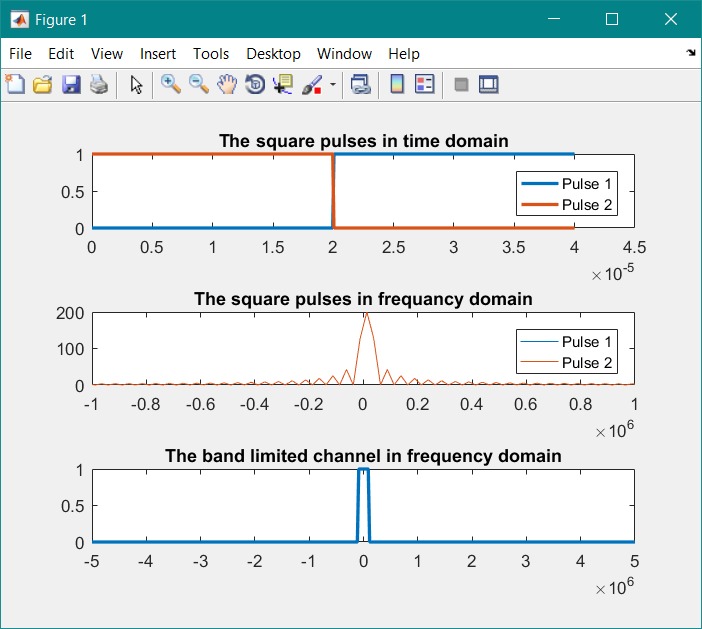 Figure 1
File Edit View Insert Tools Desktop Window Help
The square pulses in time domain
1
0.5
0
Pulse 1
Pulse 2
0 0.5 1 1.5 2 2.5 3 3.5 4 4.5
×10-5
The square pulses in frequancy domain
200
100
0
Pulse 1
Pulse 2
-1 -0.8 -0.6 -0.4 -0.2 0 0.2 0.4 0.6 0.8 1
×106
The band limited channel in frequency domain
1
0.5
0
-5 -4 -3 -2 -1 0 1 2 3 4 5
×106